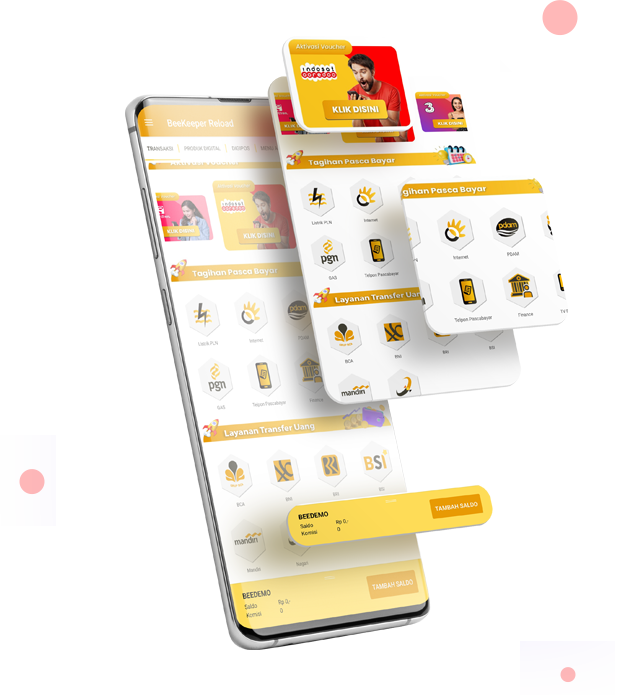 Aktivasi Voucher
indosat
ooredoo
KLIK DISINI
3
KLIK DISINI
Tagihan Pasca Bayar
Listrik PLN
Internet
pgn
GAS
Telpon Pascabayar
Layanan Transfer Uang
BCA
BNI
BRI
BSI
mandiri
gihan Pasca Bayar
pdam
Internet
PDAM
Telpon Pascabayar
Finance
BeeKeeper Reload
TRANSAKSI
PRODUK DIGITAL
Aktivasi Voucher
indosat
ooredoo
KLIK DISINI
KLIK DISINI
Tagihan Pasca Bayar
pdam
Listrik PLN
Internet
PDAM
pgn
GAS
Telpon Pascabayar
Finance
Layanan Transfer Uang
BSI
BCA
BNI
BRI
BSI
mandiri
Mandiri
BEEDEMO
Saldo Rp 0,-
Komisi 0
TAMBAH SALDO
BEEDEMO
Saldo Rp 0,-
Komisi 0
TAMBAH SALDO